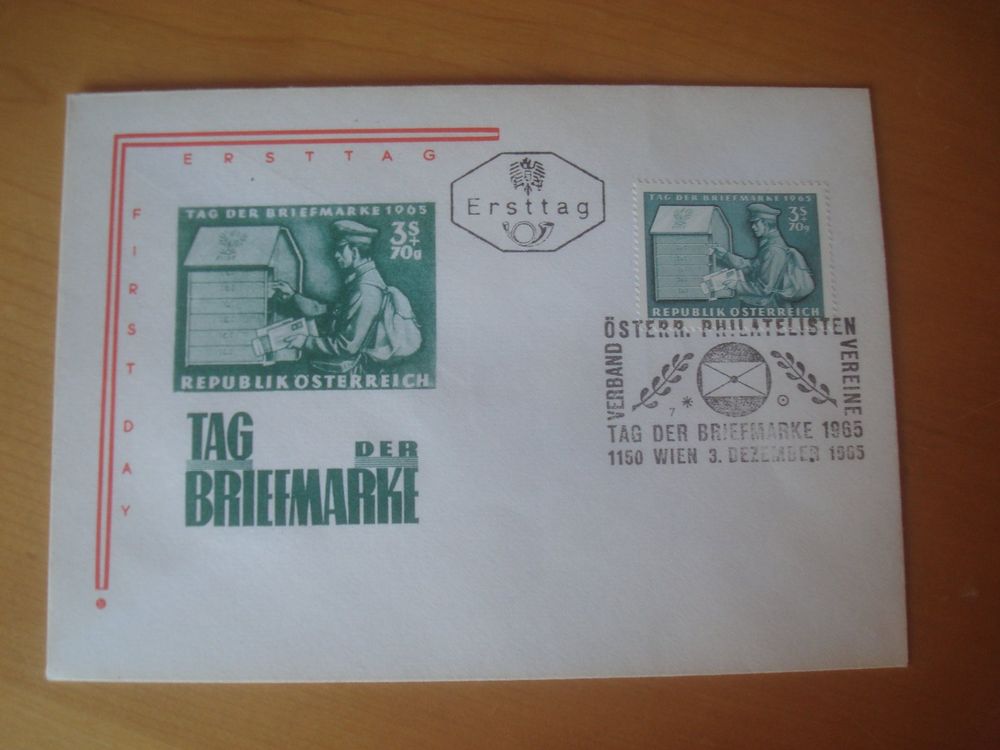 ERSTTAG
FIRST DAY
TAG DER BRIEFMARKE 1965
3S+
70g
REPUBLIK ÖSTERREICH
TAG DER
BRIEFMARKE
Ersttag
TAG DER BRIEFMARKE 1965
3S+
70g
REPUBLIK ÖSTERREICH
VERBAND ÖSTERR. PHILATELISTEN VEREINE
7
TAG DER BRIEFMARKE 1965
1150 WIEN 3. DEZEMBER 1965